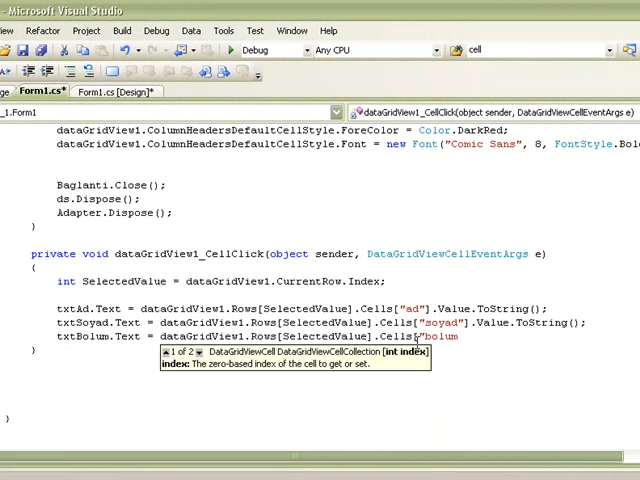 - Microsoft Visual Studio
Refactor Project Build Debug Data Tools Test Window Help
Debug Any CPU cell
Form1.cs* Form1.cs [Design]*
_1.Form1 dataGridView1_CellClick(object sender, DataGridViewCellEventArgs e)
dataGridView1.ColumnHeadersDefaultCellStyle.ForeColor = Color.DarkRed;
dataGridView1.ColumnHeadersDefaultCellStyle.Font = new Font("Comic Sans", 8, FontStyle.Bol
Baglanti.Close();
ds.Dispose();
Adapter.Dispose();
}
private void dataGridView1_CellClick(object sender, DataGridViewCellEventArgs e)
{
int SelectedValue = dataGridView1.CurrentRow.Index;
txtAd.Text = dataGridView1.Rows[SelectedValue].Cells["ad"].Value.ToString();
txtSoyad.Text = dataGridView1.Rows[SelectedValue].Cells["soyad"].Value.ToString();
txtBolum.Text = dataGridView1.Rows[SelectedValue].Cells["bolum
}
1 of 2 DataGridViewCell DataGridViewCellCollection [int index]
index: The zero-based index of the cell to get or set.
}